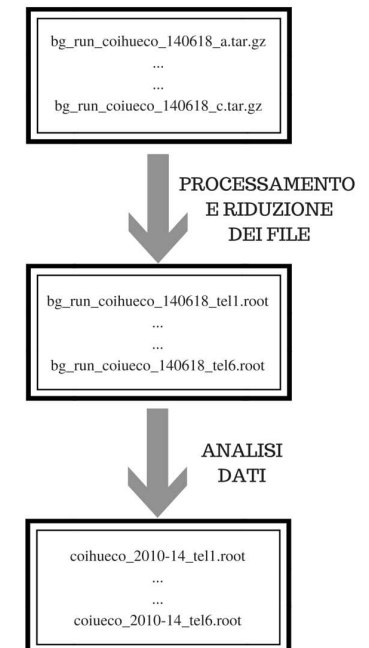 bg_run_coihueco_140618_a.tar.gz
...
...
bg_run_coiueco_140618_c.tar.gz
PROCESSAMENTO
E RIDUZIONE
DEI FILE
bg_run_coihueco_140618_tel1.root
...
...
bg_run_coiueco_140618_tel6.root
ANALISI
DATI
coihueco_2010-14_tel1.root
...
...
coiueco_2010-14_tel6.root